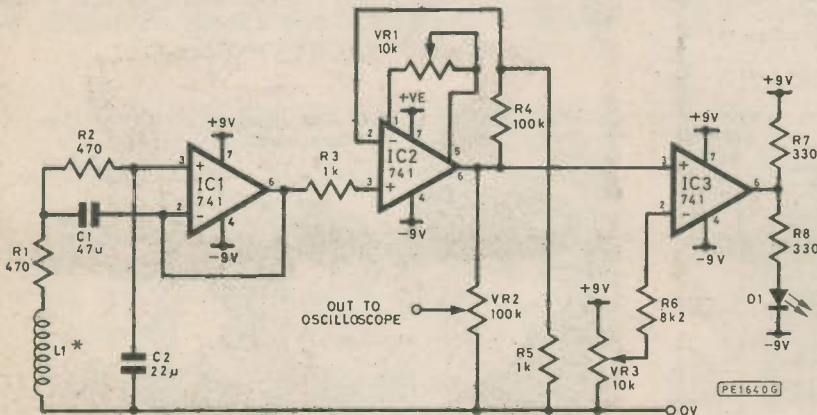 VR1
10k
+VE
1
7
2
−
IC2
741
5
6
3
+
4
−9V
R4
100k
+9V
R2
470
3
+
7
IC1
741
6
2
−
4
−9V
R3
1k
C1
47u
R1
470
L1*
C2
22μ
OUT TO
OSCILLOSCOPE
VR2
100k
R5
1k
+9V
3
+
7
IC3
741
6
2
−
4
−9V
+9V
R7
330
R8
330
D1
−9V
R6
8k2
+9V
VR3
10k
PE1640G
0V